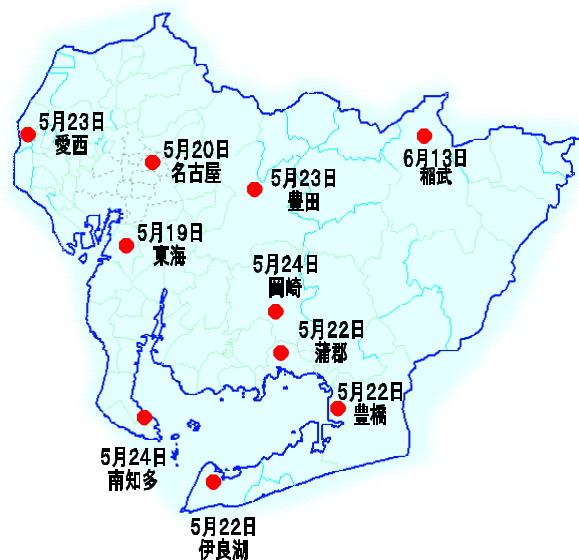 5月23日
愛西
5月20日
名古屋
6月13日
稲武
5月23日
豊田
5月19日
東海
5月24日
岡崎
5月22日
蒲郡
5月22日
豊橋
5月24日
南知多
5月22日
伊良湖